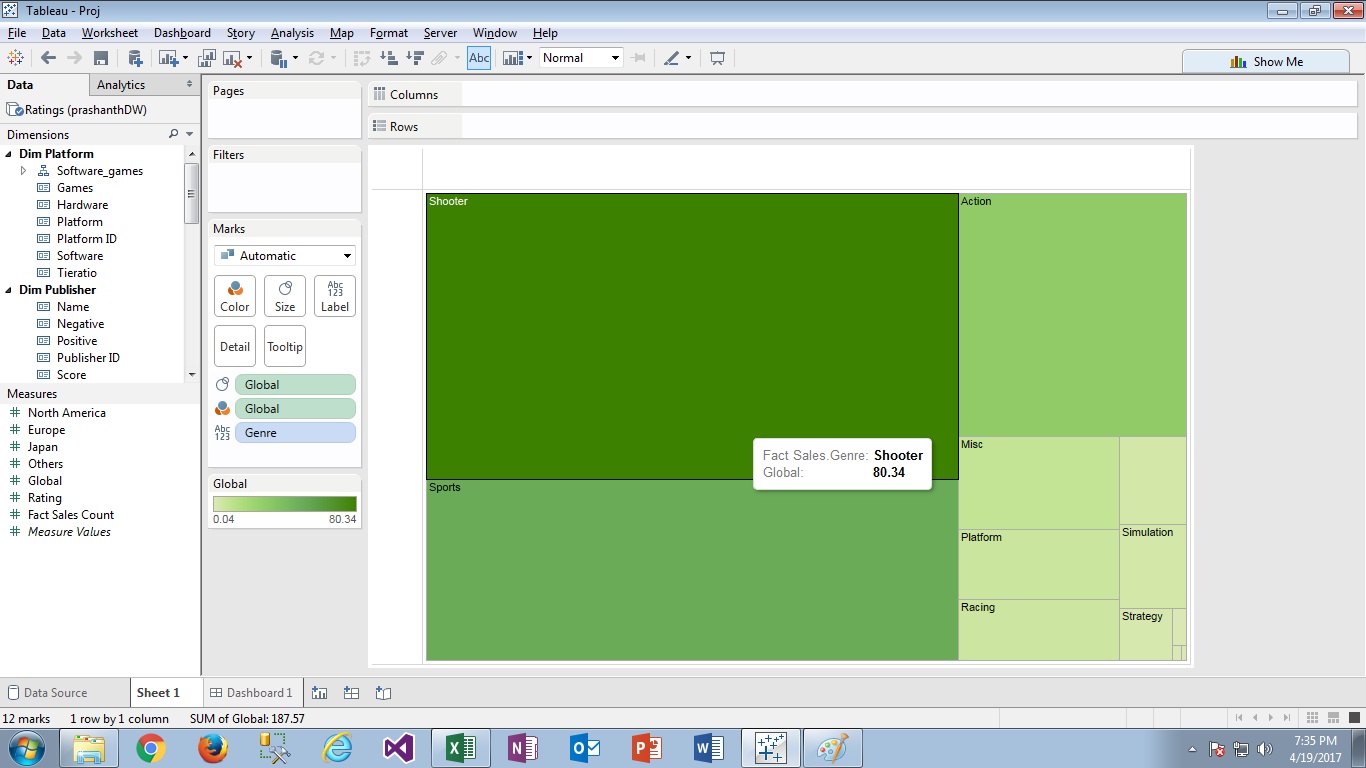 Tableau - Proj
File Data Worksheet Dashboard Story Analysis Map Format Server Window Help
Abc Normal Show Me
Data Analytics
Ratings (prashanthDW)
Dimensions
Dim Platform
Software_games
Games
Hardware
Platform
Platform ID
Software
Tieratio
Dim Publisher
Name
Negative
Positive
Publisher ID
Score
Measures
North America
Europe
Japan
Others
Global
Rating
Fact Sales Count
Measure Values
Pages
Filters
Marks
Automatic
Color Size Abc 123 Label
Detail Tooltip
Global
Global
Abc 123 Genre
Global
0.04 80.34
Columns
Rows
Shooter
Action
Fact Sales.Genre: Shooter
Global: 80.34
Sports
Misc
Platform
Simulation
Racing
Strategy
Data Source Sheet 1 Dashboard 1
12 marks 1 row by 1 column SUM of Global: 187.57
7:35 PM
4/19/2017